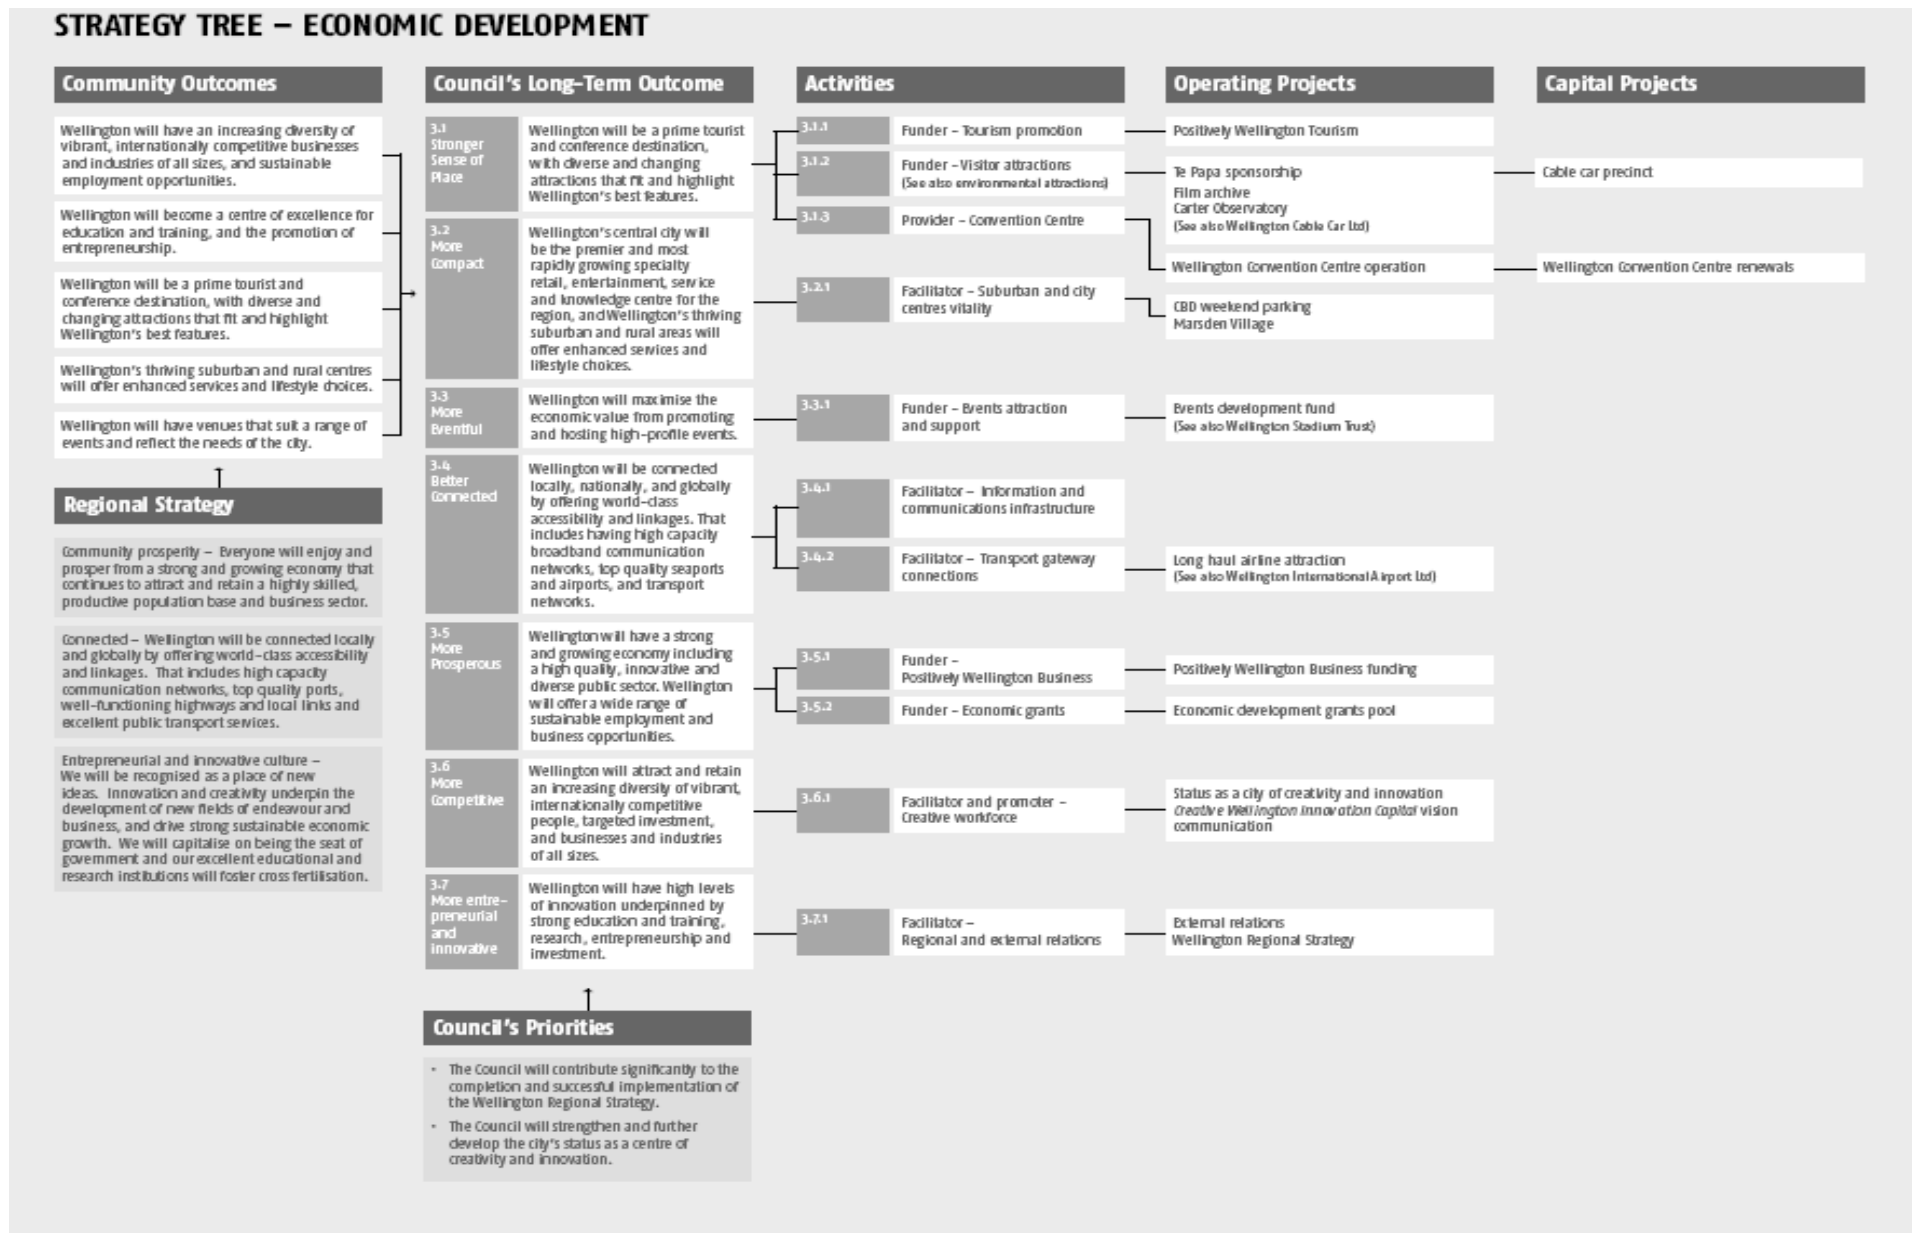 STRATEGY TREE – ECONOMIC DEVELOPMENT
Community Outcomes
Wellington will have an increasing diversity of
vibrant, internationally competitive businesses
and industries of all sizes, and sustainable
employment opportunities.
Wellington will become a centre of excellence for
education and training, and the promotion of
entrepreneurship.
Wellington will be a prime tourist and
conference destination, with diverse and
changing attractions that fit and highlight
Wellington's best features.
Wellington's thriving suburban and rural centres
will offer enhanced services and lifestyle choices.
Wellington will have venues that suit a range of
events and reflect the needs of the city.
Regional Strategy
Community prosperity – Everyone will enjoy and
prosper from a strong and growing economy that
continues to attract and retain a highly skilled,
productive population base and business sector.
Connected – Wellington will be connected locally
and globally by offering world-class accessibility
and linkages. That includes high capacity
communication networks, top quality ports,
well-functioning highways and local links and
excellent public transport services.
Entrepreneurial and innovative culture –
We will be recognised as a place of new
ideas. Innovation and creativity underpin the
development of new fields of endeavour and
business, and drive strong sustainable economic
growth. We will capitalise on being the seat of
government and our excellent educational and
research institutions will foster cross fertilisation.
Council's Long-Term Outcome
3.1
Stronger
Sense of
Place
Wellington will be a prime tourist
and conference destination,
with diverse and changing
attractions that fit and highlight
Wellington's best features.
3.2
More
Compact
Wellington's central city will
be the premier and most
rapidly growing specialty
retail, entertainment, service
and knowledge centre for the
region, and Wellington's thriving
suburban and rural areas will
offer enhanced services and
lifestyle choices.
3.3
More
Eventful
Wellington will maximise the
economic value from promoting
and hosting high-profile events.
3.4
Better
Connected
Wellington will be connected
locally, nationally, and globally
by offering world-class
accessibility and linkages. That
includes having high capacity
broadband communication
networks, top quality seaports
and airports, and transport
networks.
3.5
More
Prosperous
Wellington will have a strong
and growing economy including
a high quality, innovative and
diverse public sector. Wellington
will offer a wide range of
sustainable employment and
business opportunities.
3.6
More
Competitive
Wellington will attract and retain
an increasing diversity of vibrant,
internationally competitive
people, targeted investment,
and businesses and industries
of all sizes.
3.7
More entre-
preneurial
and
innovative
Wellington will have high levels
of innovation underpinned by
strong education and training,
research, entrepreneurship and
investment.
Council's Priorities
• The Council will contribute significantly to the
completion and successful implementation of
the Wellington Regional Strategy.
• The Council will strengthen and further
develop the city's status as a centre of
creativity and innovation.
Activities
3.1.1
Funder – Tourism promotion
3.1.2
Funder – Visitor attractions
(See also environmental attractions)
3.1.3
Provider – Convention Centre
3.2.1
Facilitator – Suburban and city
centres vitality
3.3.1
Funder – Events attraction
and support
3.4.1
Facilitator – Information and
communications infrastructure
3.4.2
Facilitator – Transport gateway
connections
3.5.1
Funder –
Positively Wellington Business
3.5.2
Funder – Economic grants
3.6.1
Facilitator and promoter –
Creative workforce
3.7.1
Facilitator –
Regional and external relations
Operating Projects
Positively Wellington Tourism
Te Papa sponsorship
Film archive
Carter Observatory
(See also Wellington Cable Car Ltd)
Wellington Convention Centre operation
CBD weekend parking
Marsden Village
Events development fund
(See also Wellington Stadium Trust)
Long haul airline attraction
(See also Wellington International Airport Ltd)
Positively Wellington Business funding
Economic development grants pool
Status as a city of creativity and innovation
Creative Wellington Innovation Capital vision
communication
External relations
Wellington Regional Strategy
Capital Projects
Cable car precinct
Wellington Convention Centre renewals